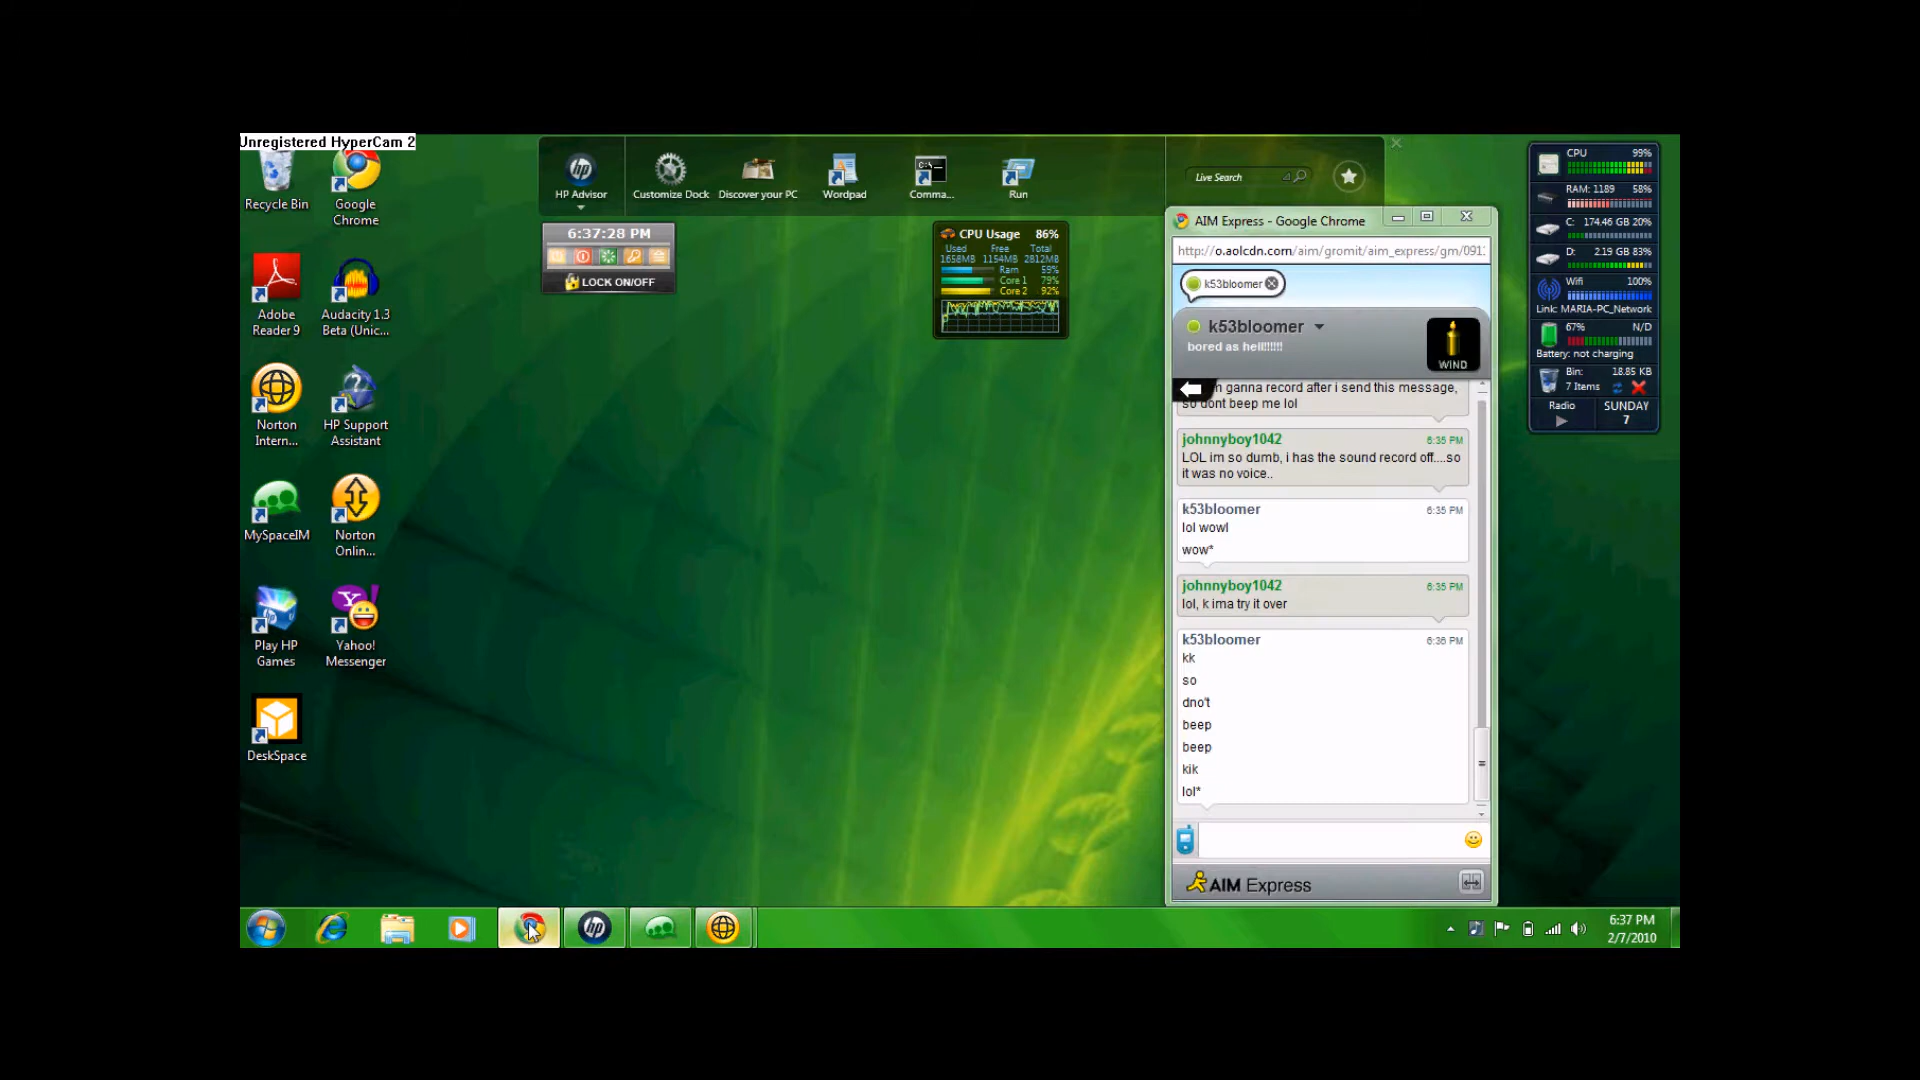 Unregistered HyperCam 2
Recycle Bin
Google
Chrome
Adobe
Reader 9
Audacity 1.3
Beta (Unic...
Norton
Intern...
HP Support
Assistant
MySpaceIM
Norton
Onlin...
Play HP
Games
Yahoo!
Messenger
DeskSpace
HP Advisor
Customize Dock
Discover your PC
Wordpad
C:\
Comma...
Run
Live Search
6:37:28 PM
LOCK ON/OFF
CPU Usage 86%
Used Free Total
1658MB 1154MB 2812MB
Ram 59%
Core 1 79%
Core 2 92%
AIM Express - Google Chrome
http://o.aolcdn.com/aim/gromit/aim_express/gm/091
k53bloomer
k53bloomer
bored as hell!!!!!!
WIND
m ganna record after i send this message,
so dont beep me lol
johnnyboy1042 6:35 PM
LOL im so dumb, i has the sound record off....so
it was no voice..
k53bloomer 6:35 PM
lol wowl
wow*
johnnyboy1042 6:35 PM
lol, k ima try it over
k53bloomer 6:36 PM
kk
so
dno't
beep
beep
kik
lol*
AIM Express
CPU 99%
RAM: 1189 58%
C: 174.46 GB 20%
D: 2.19 GB 83%
Wifi 100%
Link: MARIA-PC_Network
67% N/D
Battery: not charging
Bin: 18.85 KB
7 Items
Radio SUNDAY
7
hp
6:37 PM
2/7/2010